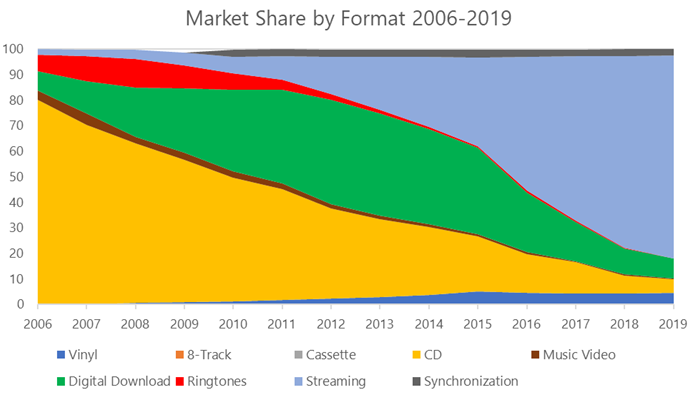 Market Share by Format 2006-2019
100
90
80
70
60
50
40
30
20
10
0
2006 2007 2008 2009 2010 2011 2012 2013 2014 2015 2016 2017 2018 2019
Vinyl 8-Track Cassette CD Music Video
Digital Download Ringtones Streaming Synchronization